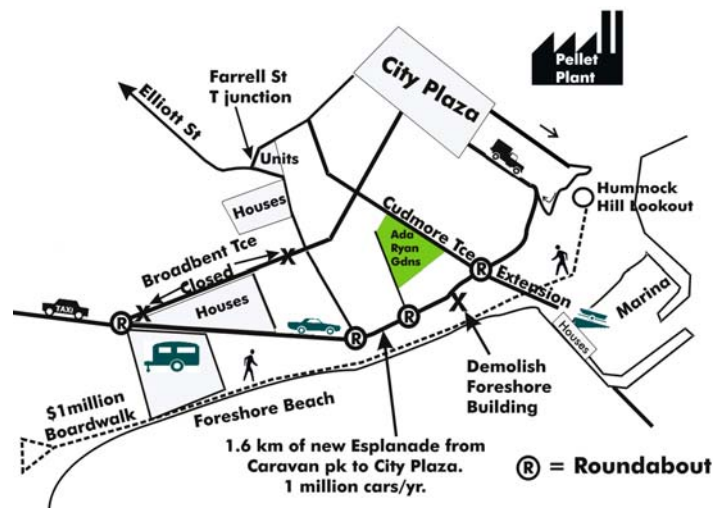 Pellet
Plant
City Plaza
Farrell St
T junction
Elliott St
Units
Houses
Hummock
Hill Lookout
Cudmore Tce
Extension
Ada
Ryan
Gdns
Broadbent Tce
Closed
X
X
R
Marina
TAXI
Houses
R
R
R
X
Houses
Demolish
Foreshore
Building
$1million
Boardwalk
Foreshore Beach
1.6 km of new Esplanade from
Caravan pk to City Plaza.
1 million cars/yr.
R = Roundabout